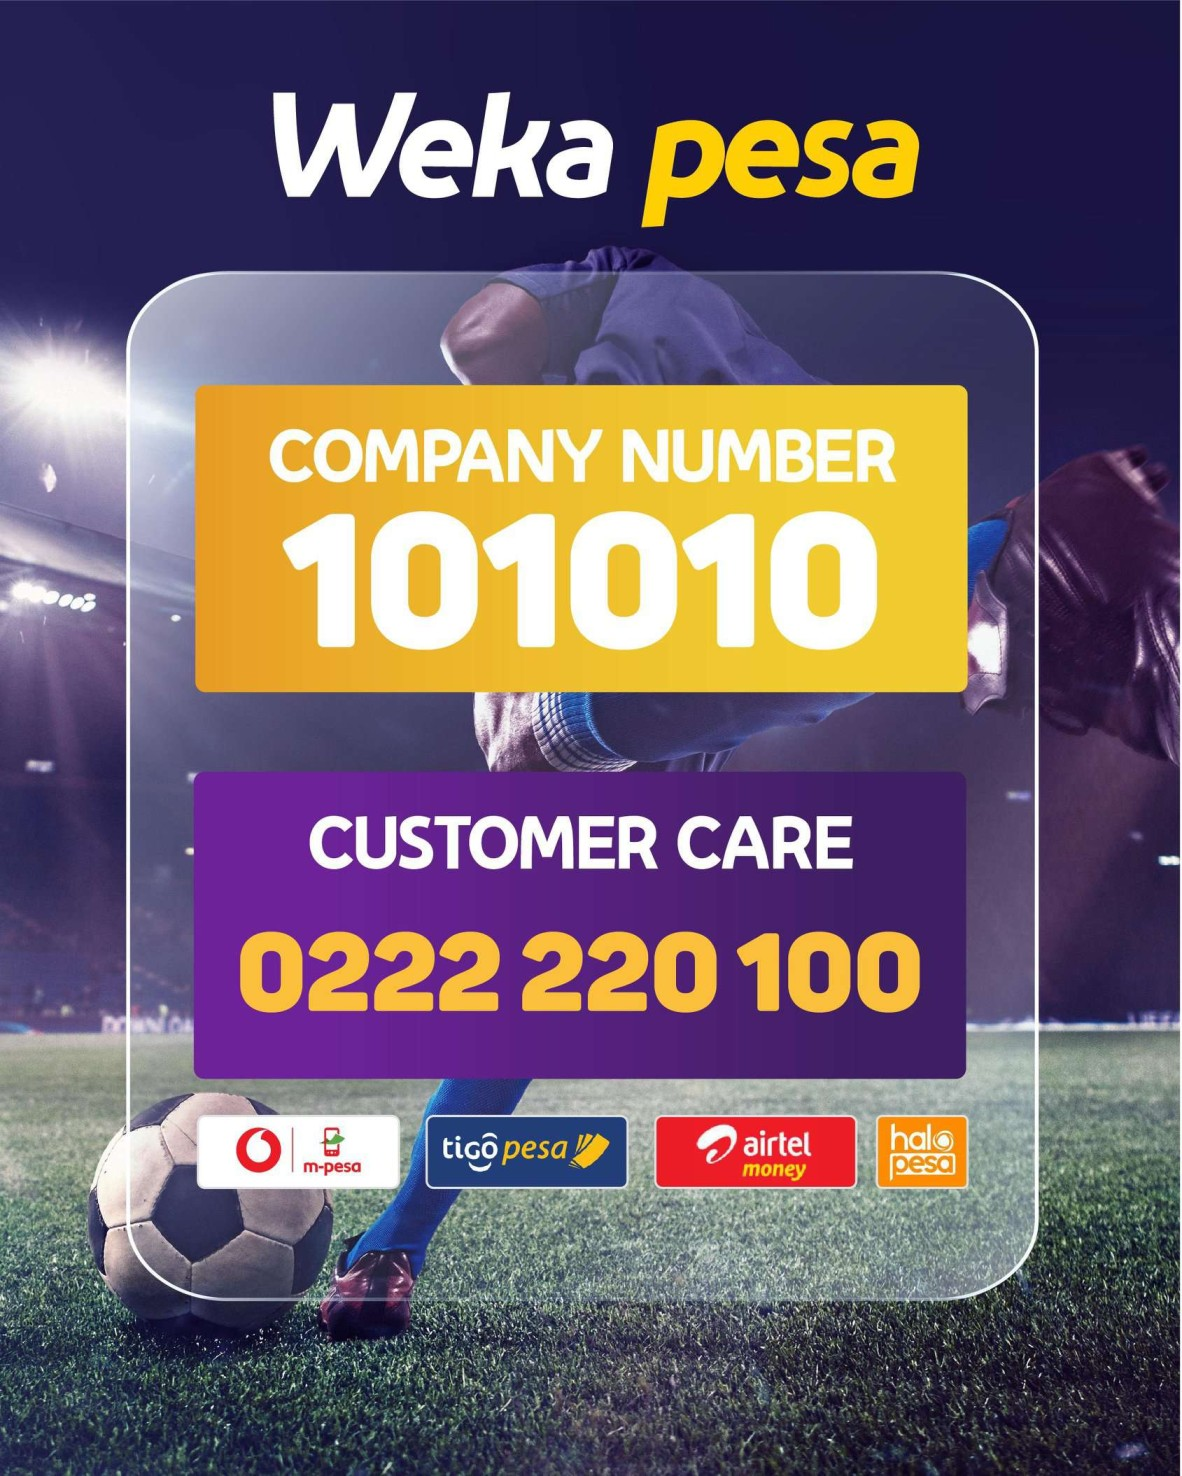 Weka pesa
COMPANY NUMBER
101010
CUSTOMER CARE
0222 220 100
m-pesa
tigo pesa
airtel
money
halo
pesa